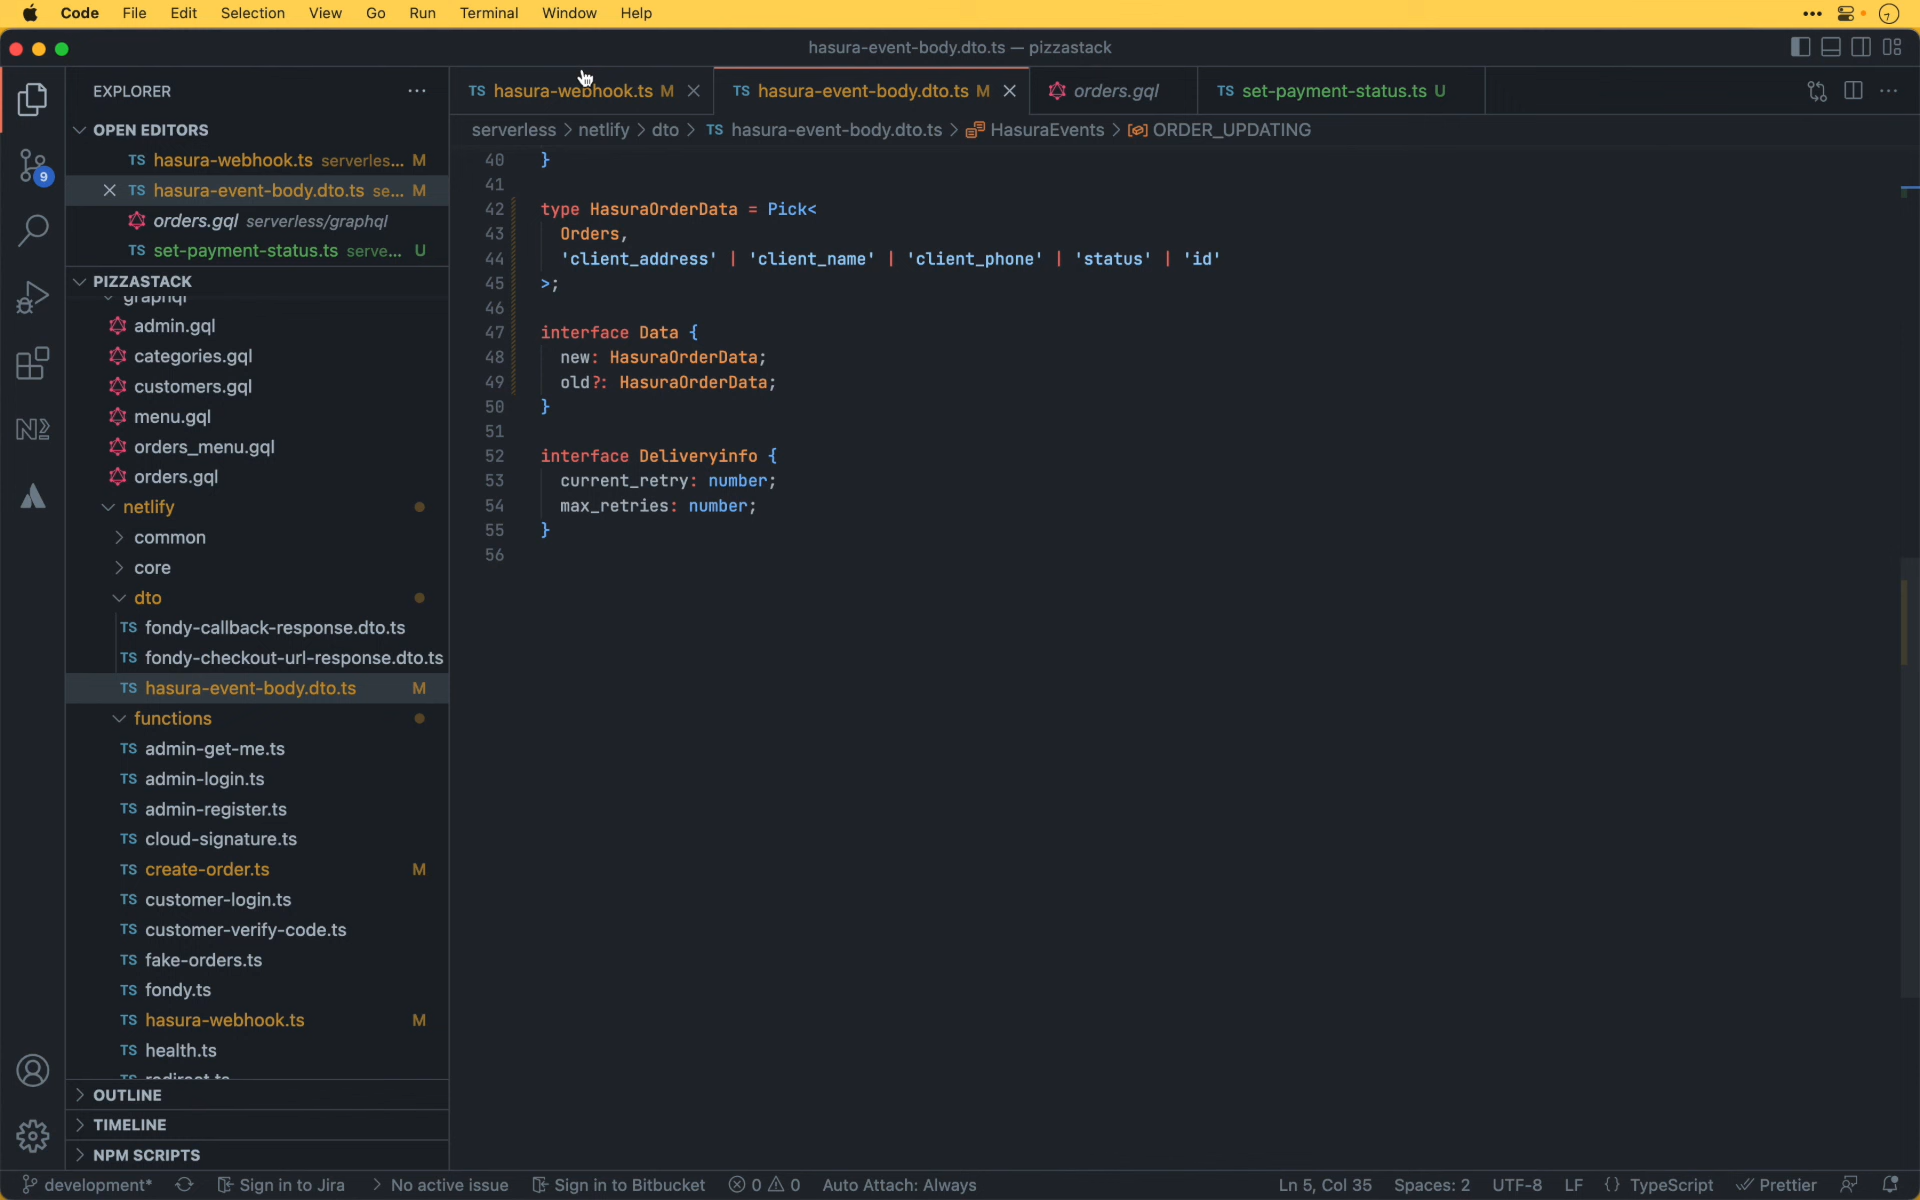 Code File Edit Selection View Go Run Terminal Window Help
hasura-event-body.dto.ts — pizzastack
EXPLORER
TS hasura-webhook.ts M
TS hasura-event-body.dto.ts M
orders.gql
TS set-payment-status.ts U
serverless > netlify > dto > TS hasura-event-body.dto.ts > HasuraEvents > ORDER_UPDATING
OPEN EDITORS
TS hasura-webhook.ts serverles... M
TS hasura-event-body.dto.ts se... M
orders.gql serverless/graphql
TS set-payment-status.ts serve... U
9
PIZZASTACK
graphql
admin.gql
categories.gql
customers.gql
menu.gql
orders_menu.gql
orders.gql
netlify
common
core
dto
TS fondy-callback-response.dto.ts
TS fondy-checkout-url-response.dto.ts
TS hasura-event-body.dto.ts M
functions
TS admin-get-me.ts
TS admin-login.ts
TS admin-register.ts
TS cloud-signature.ts
TS create-order.ts M
TS customer-login.ts
TS customer-verify-code.ts
TS fake-orders.ts
TS fondy.ts
TS hasura-webhook.ts M
TS health.ts
TS redirect.ts
OUTLINE
TIMELINE
NPM SCRIPTS
40 }
41
42 type HasuraOrderData = Pick<
43 Orders,
44 'client_address' | 'client_name' | 'client_phone' | 'status' | 'id'
45 >;
46
47 interface Data {
48 new: HasuraOrderData;
49 old?: HasuraOrderData;
50 }
51
52 interface Deliveryinfo {
53 current_retry: number;
54 max_retries: number;
55 }
56
development* Sign in to Jira > No active issue Sign in to Bitbucket 0 0 Auto Attach: Always Ln 5, Col 35 Spaces: 2 UTF-8 LF {} TypeScript Prettier